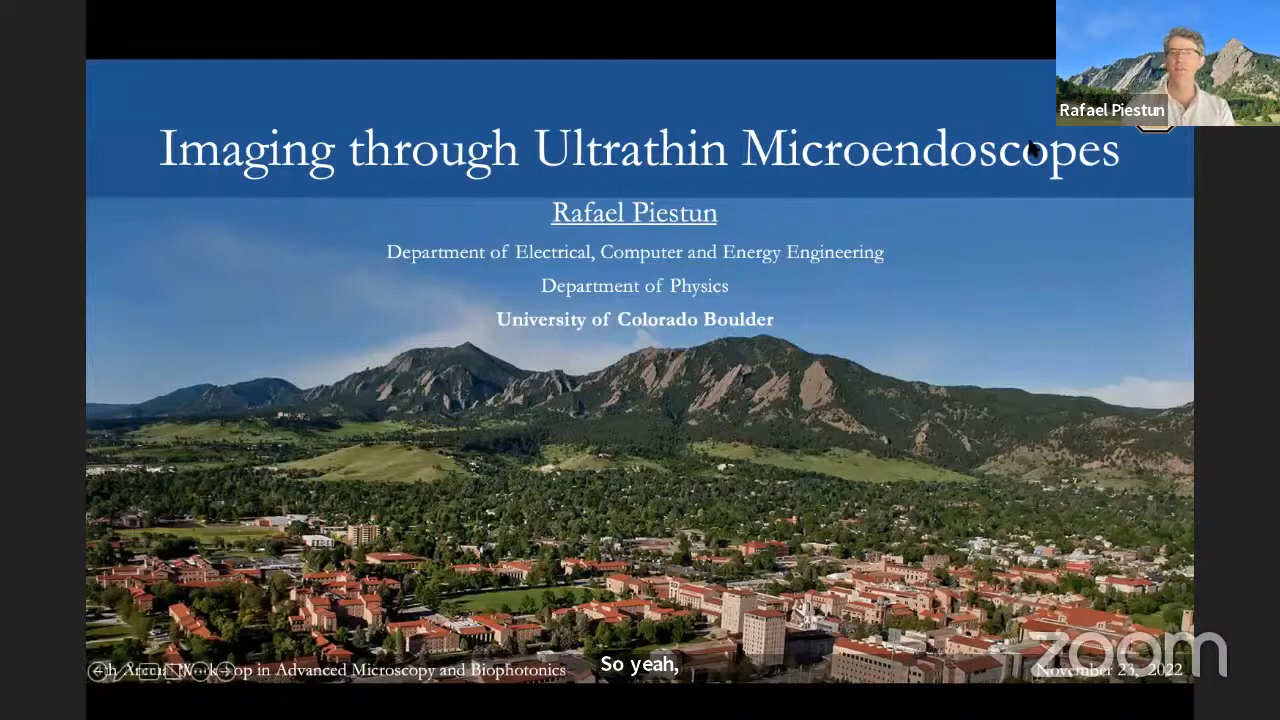 Rafael Piestun
Imaging through Ultrathin Microendoscopes
Rafael Piestun
Department of Electrical, Computer and Energy Engineering
Department of Physics
University of Colorado Boulder
in Advanced Microscopy and Biophotonics
So yeah,
November 23, 2022
zoom